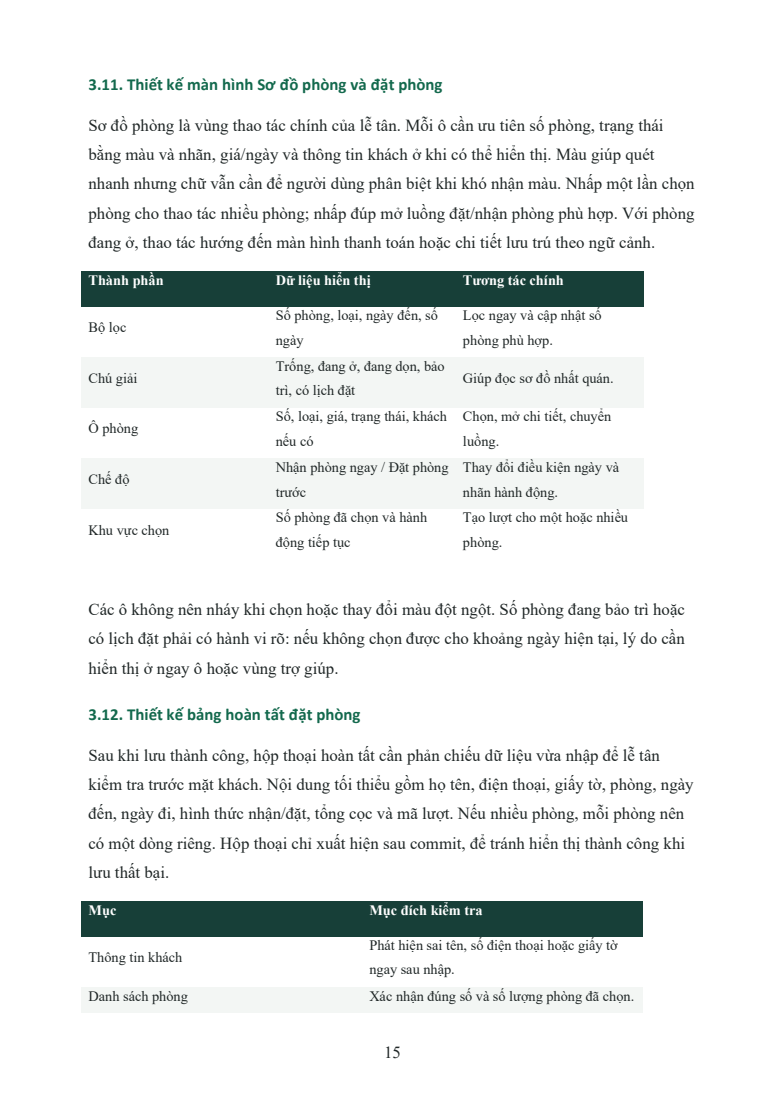 3.11. Thiết kế màn hình Sơ đồ phòng và đặt phòng
Sơ đồ phòng là vùng thao tác chính của lễ tân. Mỗi ô cần ưu tiên số phòng, trạng thái
bằng màu và nhãn, giá/ngày và thông tin khách ở khi có thể hiển thị. Màu giúp quét
nhanh nhưng chữ vẫn cần để người dùng phân biệt khi khó nhận màu. Nhấp một lần chọn
phòng cho thao tác nhiều phòng; nhấp đúp mở luồng đặt/nhận phòng phù hợp. Với phòng
đang ở, thao tác hướng đến màn hình thanh toán hoặc chi tiết lưu trú theo ngữ cảnh.
Thành phần Dữ liệu hiển thị Tương tác chính
Bộ lọc
Số phòng, loại, ngày đến, số
ngày
Lọc ngay và cập nhật số
phòng phù hợp.
Chú giải
Trống, đang ở, đang dọn, bảo
trì, có lịch đặt
Giúp đọc sơ đồ nhất quán.
Ô phòng
Số, loại, giá, trạng thái, khách
nếu có
Chọn, mở chi tiết, chuyển
luồng.
Chế độ
Nhận phòng ngay / Đặt phòng
trước
Thay đổi điều kiện ngày và
nhãn hành động.
Khu vực chọn
Số phòng đã chọn và hành
động tiếp tục
Tạo lượt cho một hoặc nhiều
phòng.
Các ô không nên nháy khi chọn hoặc thay đổi màu đột ngột. Số phòng đang bảo trì hoặc
có lịch đặt phải có hành vi rõ: nếu không chọn được cho khoảng ngày hiện tại, lý do cần
hiển thị ở ngay ô hoặc vùng trợ giúp.
3.12. Thiết kế bảng hoàn tất đặt phòng
Sau khi lưu thành công, hộp thoại hoàn tất cần phản chiếu dữ liệu vừa nhập để lễ tân
kiểm tra trước mặt khách. Nội dung tối thiểu gồm họ tên, điện thoại, giấy tờ, phòng, ngày
đến, ngày đi, hình thức nhận/đặt, tổng cọc và mã lượt. Nếu nhiều phòng, mỗi phòng nên
có một dòng riêng. Hộp thoại chỉ xuất hiện sau commit, để tránh hiển thị thành công khi
lưu thất bại.
Mục Mục đích kiểm tra
Thông tin khách
Phát hiện sai tên, số điện thoại hoặc giấy tờ
ngay sau nhập.
Danh sách phòng Xác nhận đúng số và số lượng phòng đã chọn.
15